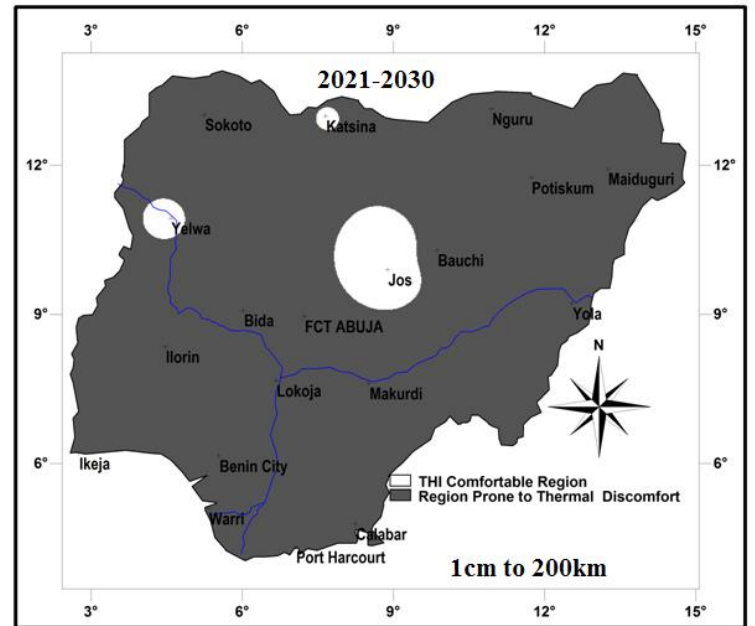 3° 6° 9° 12° 15°
2021-2030
Katsina
Sokoto
Nguru
12° 12°
Potiskum
Maiduguri
Yelwa
Bauchi
Jos
9° 9°
Bida
FCT ABUJA
Yola
Ilorin
N
Lokoja
Makurdi
6° 6°
Ikeja
Benin City
THI Comfortable Region
Region Prone to Thermal Discomfort
Warri
Calabar
Port Harcourt
1cm to 200km
3° 6° 9° 12° 15°